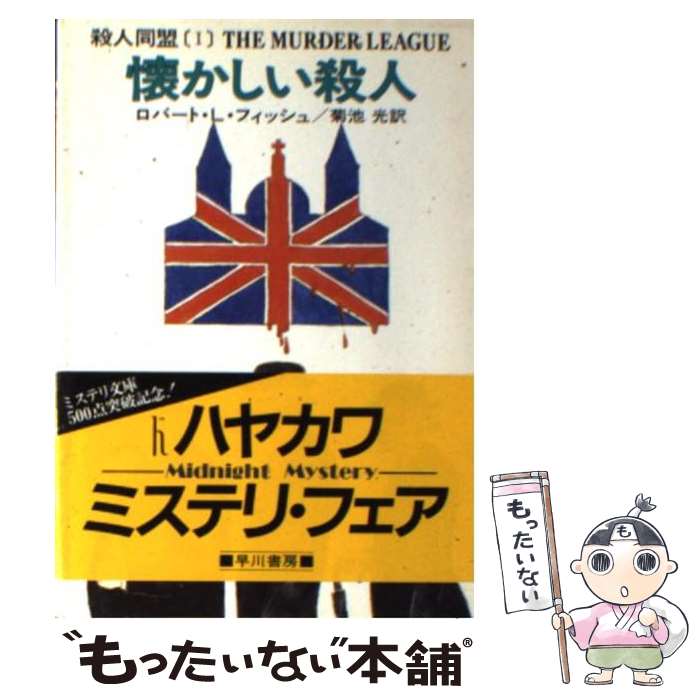 殺人同盟〔1〕 THE MURDER LEAGUE
懐かしい殺人
ロバート・L・フィッシュ／菊池 光訳
ミステリ文庫
500点突破記念！
ハヤカワ
Midnight Mystery
ミステリ・フェア
■早川書房■
"もったいない"本舗®
もったいない
も